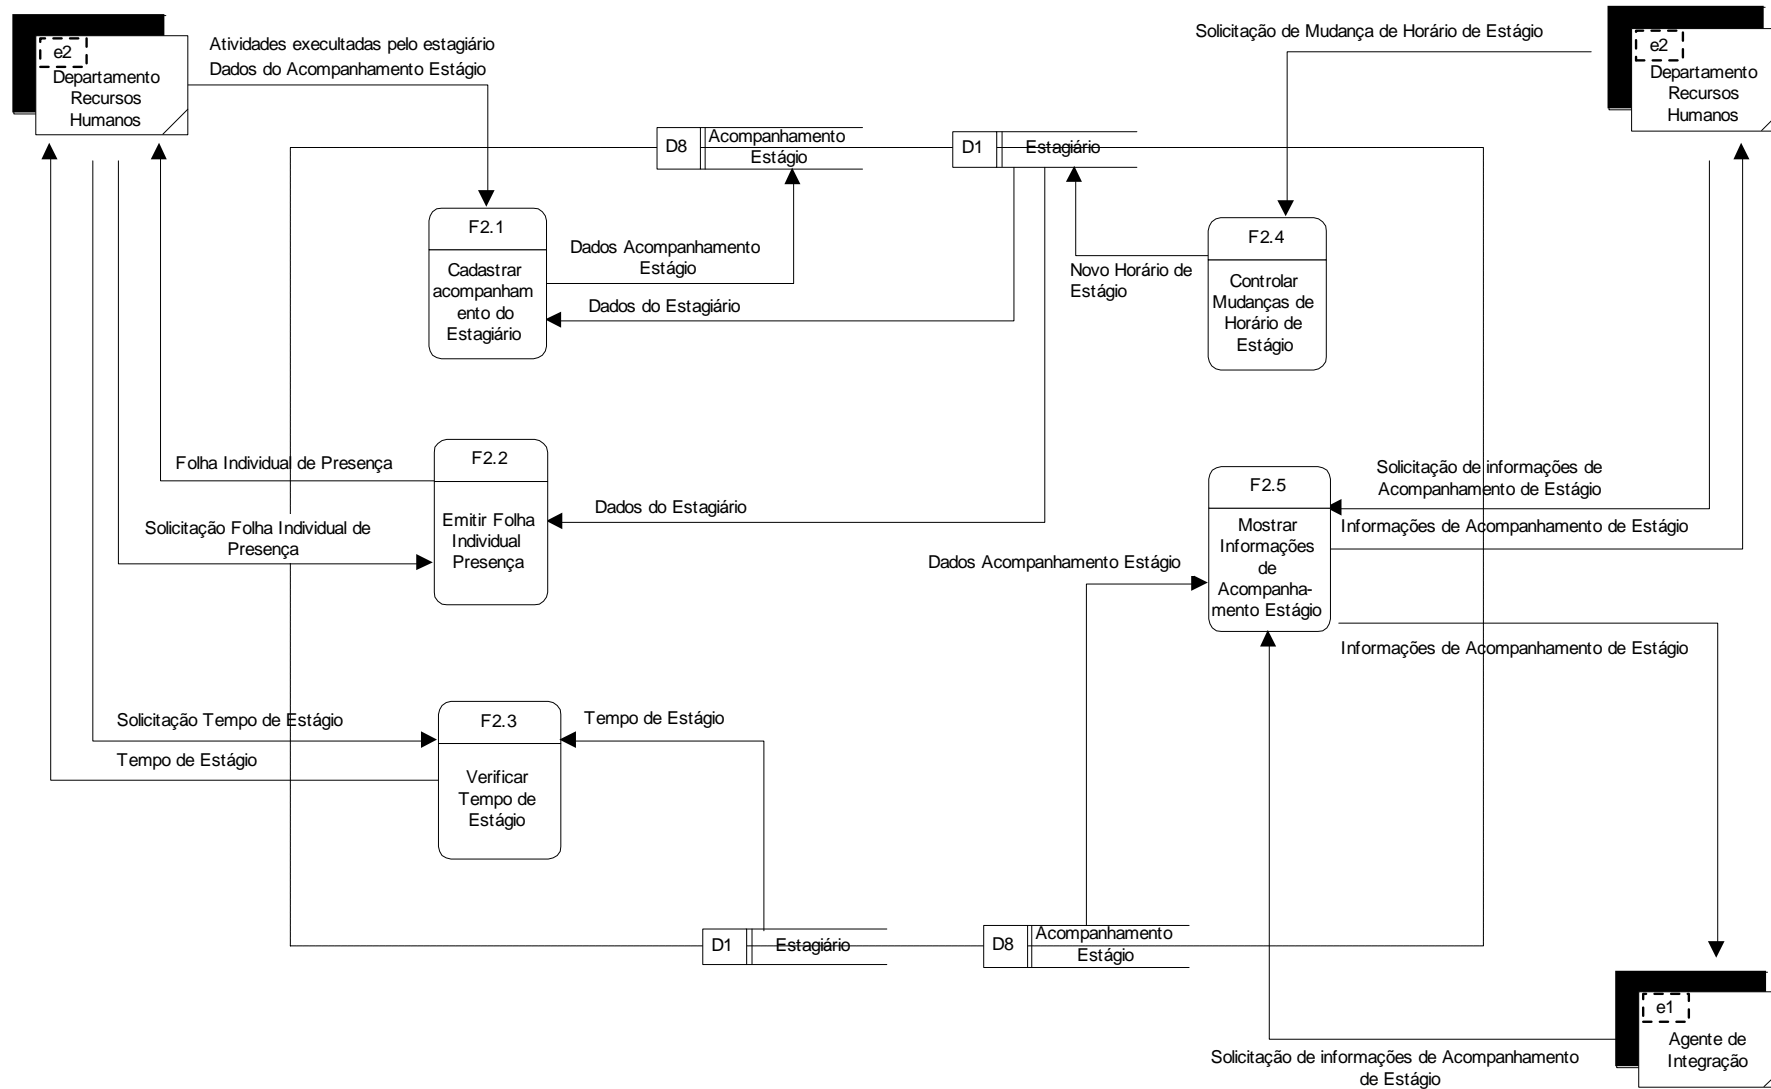 e2
Departamento
Recursos
Humanos
Atividades execultadas pelo estagiário
Dados do Acompanhamento Estágio
Solicitação de Mudança de Horário de Estágio
e2
Departamento
Recursos
Humanos
D8
Acompanhamento
Estágio
D1
Estagiário
F2.1
Cadastrar
acompanham
ento do
Estagiário
Dados Acompanhamento
Estágio
Dados do Estagiário
Novo Horário de
Estágio
F2.4
Controlar
Mudanças de
Horário de
Estágio
Folha Individual de Presença
Solicitação Folha Individual de
Presença
F2.2
Emitir Folha
Individual
Presença
Dados do Estagiário
Dados Acompanhamento Estágio
F2.5
Mostrar
Informações
de
Acompanha-
mento Estágio
Solicitação de informações de
Acompanhamento de Estágio
Informações de Acompanhamento de Estágio
Informações de Acompanhamento de Estágio
Solicitação Tempo de Estágio
Tempo de Estágio
F2.3
Verificar
Tempo de
Estágio
Tempo de Estágio
D1
Estagiário
D8
Acompanhamento
Estágio
e1
Agente de
Integração
Solicitação de informações de Acompanhamento
de Estágio